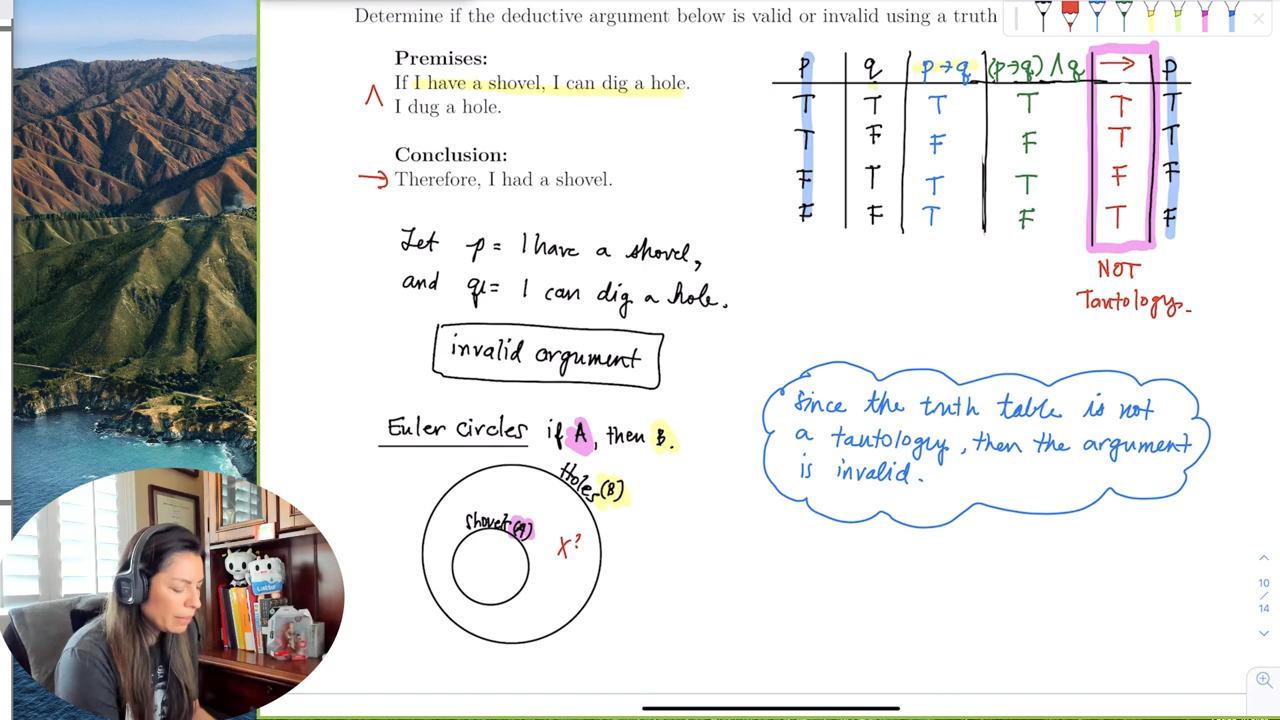 Determine if the deductive argument below is valid or invalid using a truth
Premises:
If I have a shovel, I can dig a hole.
∧ I dug a hole.
Conclusion:
→ Therefore, I had a shovel.
Let p = I have a shovel,
and q = I can dig a hole.
invalid argument
Euler circles if A, then B.
Holes (B)
Shovel (A)
X?
p q p→q (p→q) ∧ q → p
T T T T T T
T F F F T T
F T T T F F
F F T F T F
NOT
Tautology.
Since the truth table is not
a tautology, then the argument
is invalid.
10
/
14